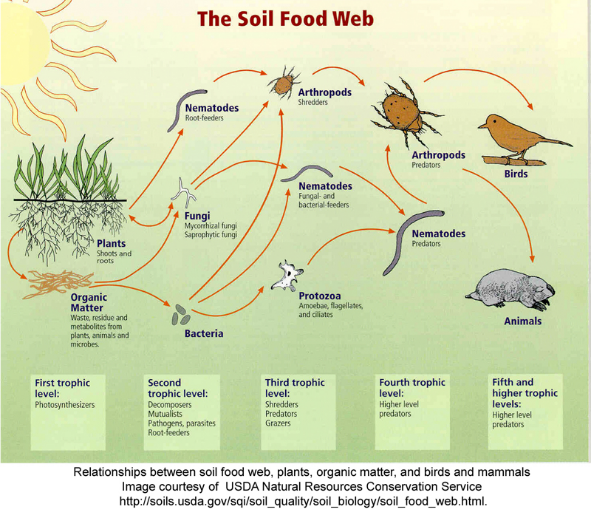 The Soil Food Web
Nematodes
Root-feeders
Arthropods
Shredders
Arthropods
Predators
Birds
Nematodes
Fungal- and
bacterial-feeders
Fungi
Mycorrhizal fungi
Saprophytic fungi
Plants
Shoots and
roots
Nematodes
Predators
Organic
Matter
Waste, residue and
metabolites from
plants, animals and
microbes.
Bacteria
Protozoa
Amoebae, flagellates,
and ciliates
Animals
First trophic
level:
Photosynthesizers
Second
trophic level:
Decomposers
Mutualists
Pathogens, parasites
Root-feeders
Third trophic
level:
Shredders
Predators
Grazers
Fourth trophic
level:
Higher level
predators
Fifth and
higher trophic
levels:
Higher level
predators
Relationships between soil food web, plants, organic matter, and birds and mammals
Image courtesy of USDA Natural Resources Conservation Service
http://soils.usda.gov/sqi/soil_quality/soil_biology/soil_food_web.html.